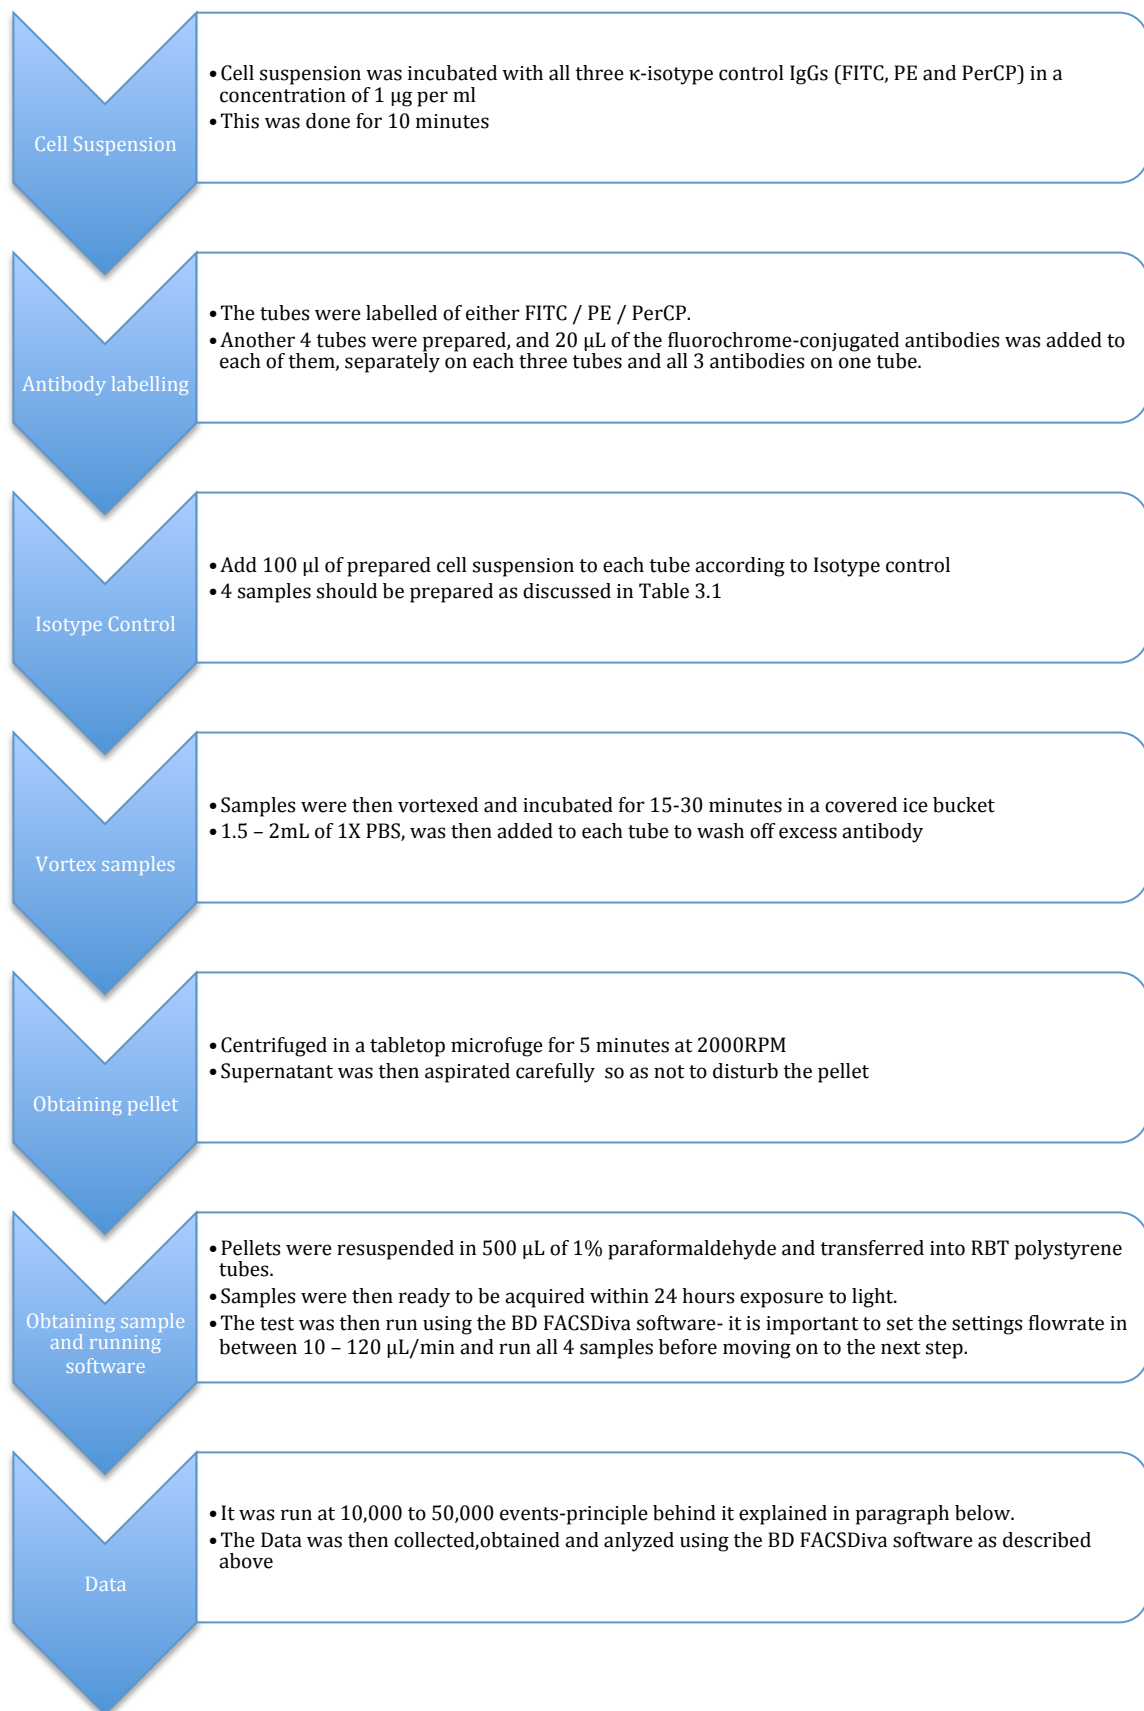 Cell Suspension
• Cell suspension was incubated with all three κ-isotype control IgGs (FITC, PE and PerCP) in a
concentration of 1 μg per ml
• This was done for 10 minutes
Antibody labelling
• The tubes were labelled of either FITC / PE / PerCP.
• Another 4 tubes were prepared, and 20 μL of the fluorochrome-conjugated antibodies was added to
each of them, separately on each three tubes and all 3 antibodies on one tube.
Isotype Control
• Add 100 μl of prepared cell suspension to each tube according to Isotype control
• 4 samples should be prepared as discussed in Table 3.1
Vortex samples
• Samples were then vortexed and incubated for 15-30 minutes in a covered ice bucket
• 1.5 – 2mL of 1X PBS, was then added to each tube to wash off excess antibody
Obtaining pellet
• Centrifuged in a tabletop microfuge for 5 minutes at 2000RPM
• Supernatant was then aspirated carefully so as not to disturb the pellet
Obtaining sample
and running
software
• Pellets were resuspended in 500 μL of 1% paraformaldehyde and transferred into RBT polystyrene
tubes.
• Samples were then ready to be acquired within 24 hours exposure to light.
• The test was then run using the BD FACSDiva software- it is important to set the settings flowrate in
between 10 – 120 μL/min and run all 4 samples before moving on to the next step.
Data
• It was run at 10,000 to 50,000 events-principle behind it explained in paragraph below.
• The Data was then collected,obtained and anlyzed using the BD FACSDiva software as described
above